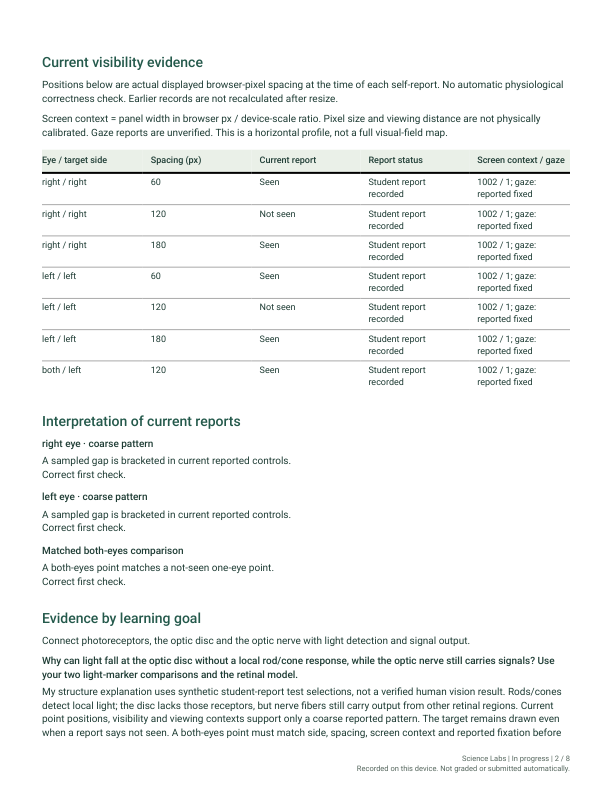 Current visibility evidence
Positions below are actual displayed browser-pixel spacing at the time of each self-report. No automatic physiological
correctness check. Earlier records are not recalculated after resize.
Screen context = panel width in browser px / device-scale ratio. Pixel size and viewing distance are not physically
calibrated. Gaze reports are unverified. This is a horizontal profile, not a full visual-field map.
Eye / target side Spacing (px) Current report Report status Screen context / gaze
right / right 60 Seen Student report 1002 / 1; gaze:
recorded reported fixed
right / right 120 Not seen Student report 1002 / 1; gaze:
recorded reported fixed
right / right 180 Seen Student report 1002 / 1; gaze:
recorded reported fixed
left / left 60 Seen Student report 1002 / 1; gaze:
recorded reported fixed
left / left 120 Not seen Student report 1002 / 1; gaze:
recorded reported fixed
left / left 180 Seen Student report 1002 / 1; gaze:
recorded reported fixed
both / left 120 Seen Student report 1002 / 1; gaze:
recorded reported fixed
Interpretation of current reports
right eye · coarse pattern
A sampled gap is bracketed in current reported controls.
Correct first check.
left eye · coarse pattern
A sampled gap is bracketed in current reported controls.
Correct first check.
Matched both-eyes comparison
A both-eyes point matches a not-seen one-eye point.
Correct first check.
Evidence by learning goal
Connect photoreceptors, the optic disc and the optic nerve with light detection and signal output.
Why can light fall at the optic disc without a local rod/cone response, while the optic nerve still carries signals? Use
your two light-marker comparisons and the retinal model.
My structure explanation uses synthetic student-report test selections, not a verified human vision result. Rods/cones
detect local light; the disc lacks those receptors, but nerve fibers still carry output from other retinal regions. Current
point positions, visibility and viewing contexts support only a coarse reported pattern. The target remains drawn even
when a report says not seen. A both-eyes point must match side, spacing, screen context and reported fixation before
Science Labs | In progress | 2 / 8
Recorded on this device. Not graded or submitted automatically.